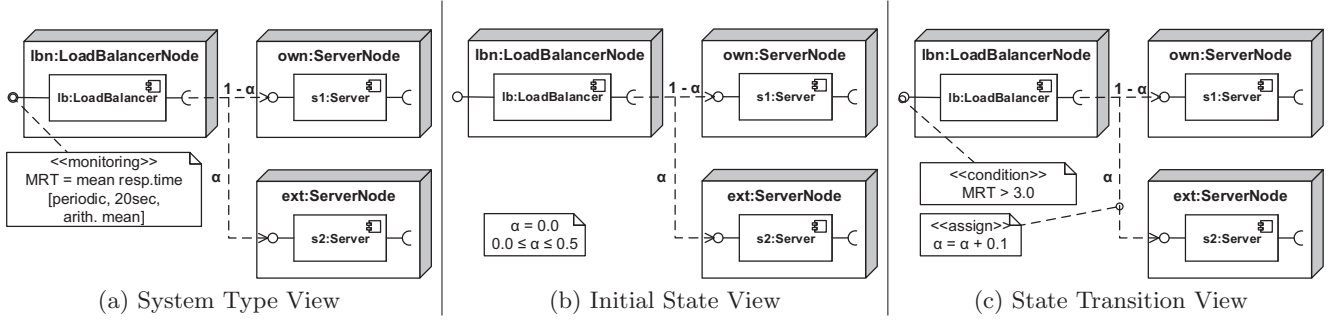 lbn:LoadBalancerNode
lb:LoadBalancer
own:ServerNode
s1:Server
1 - α
<<monitoring>>
MRT = mean resp.time
[periodic, 20sec,
arith. mean]
α
ext:ServerNode
s2:Server
(a) System Type View
lbn:LoadBalancerNode
lb:LoadBalancer
own:ServerNode
s1:Server
1 - α
α
ext:ServerNode
s2:Server
α = 0.0
0.0 ≤ α ≤ 0.5
(b) Initial State View
lbn:LoadBalancerNode
lb:LoadBalancer
own:ServerNode
s1:Server
1 - α
<<condition>>
MRT > 3.0
α
ext:ServerNode
s2:Server
<<assign>>
α = α + 0.1
(c) State Transition View